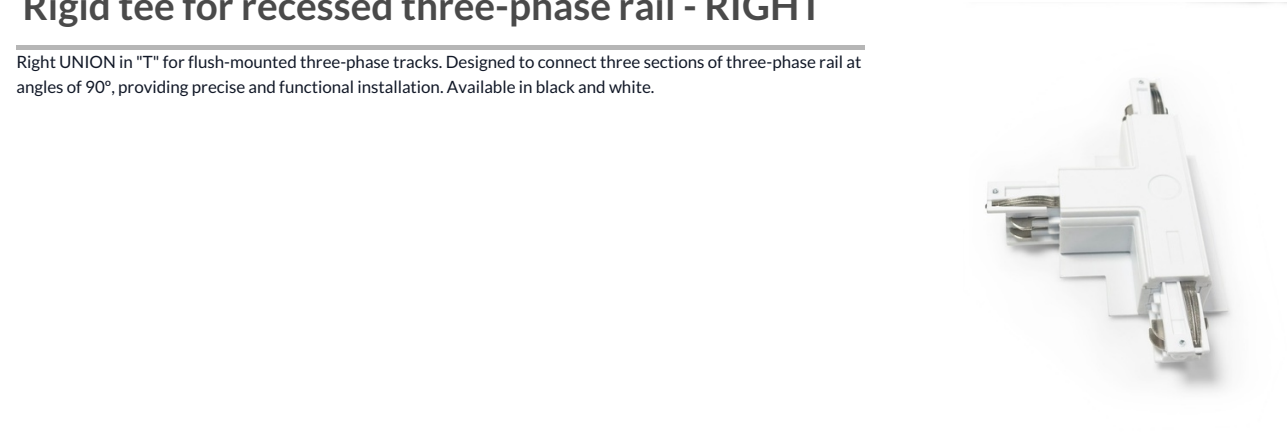 Rigid tee for recessed three-phase rail - RIGHT
Right UNION in "T" for flush-mounted three-phase tracks. Designed to connect three sections of three-phase rail at
angles of 90º, providing precise and functional installation. Available in black and white.